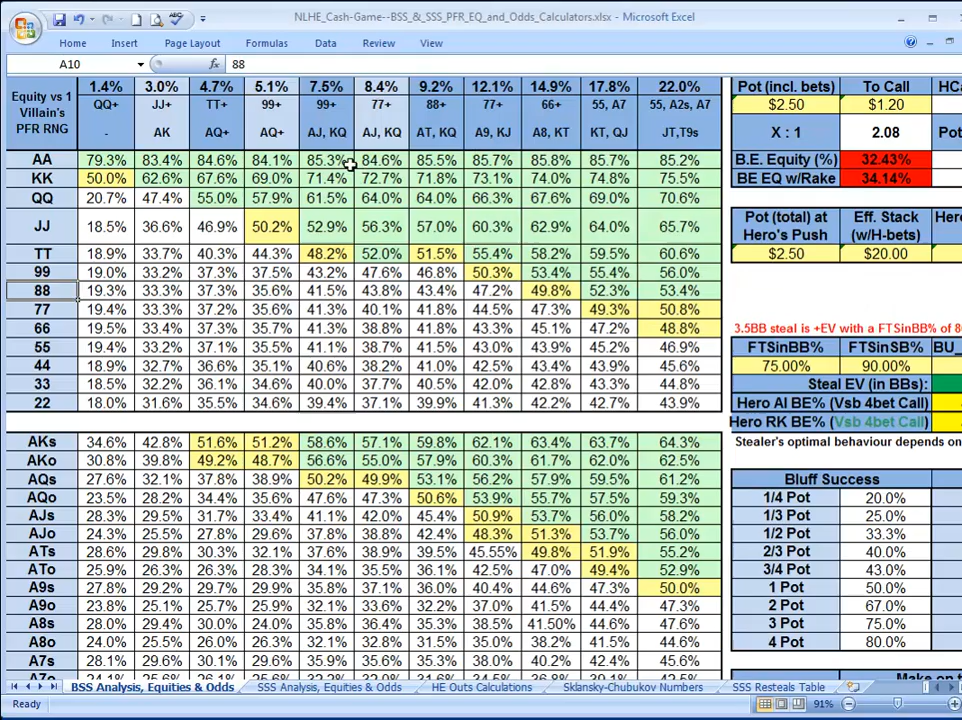 NLHE_Cash-Game--BSS_&_SSS_PFR_EQ_and_Odds_Calculators.xlsx - Microsoft Excel
Home Insert Page Layout Formulas Data Review View
A10 fx 88
Equity vs 1 Villain's PFR RNG 1.4% 3.0% 4.7% 5.1% 7.5% 8.4% 9.2% 12.1% 14.9% 17.8% 22.0%
QQ+ JJ+ TT+ 99+ 99+ 77+ 88+ 77+ 66+ 55, A7 55, A2s, A7
- AK AQ+ AQ+ AJ, KQ AJ, KQ AT, KQ A9, KJ A8, KT KT, QJ JT,T9s
AA 79.3% 83.4% 84.6% 84.1% 85.3% 84.6% 85.5% 85.7% 85.8% 85.7% 85.2%
KK 50.0% 62.6% 67.6% 69.0% 71.4% 72.7% 71.8% 73.1% 74.0% 74.8% 75.5%
QQ 20.7% 47.4% 55.0% 57.9% 61.5% 64.0% 64.0% 66.3% 67.6% 69.0% 70.6%
JJ 18.5% 36.6% 46.9% 50.2% 52.9% 56.3% 57.0% 60.3% 62.9% 64.0% 65.7%
TT 18.9% 33.7% 40.3% 44.3% 48.2% 52.0% 51.5% 55.4% 58.2% 59.5% 60.6%
99 19.0% 33.2% 37.3% 37.5% 43.2% 47.6% 46.8% 50.3% 53.4% 55.4% 56.0%
88 19.3% 33.3% 37.3% 35.6% 41.5% 43.8% 43.4% 47.2% 49.8% 52.3% 53.4%
77 19.4% 33.3% 37.2% 35.6% 41.3% 40.1% 41.8% 44.5% 47.3% 49.3% 50.8%
66 19.5% 33.4% 37.3% 35.7% 41.3% 38.8% 41.8% 43.3% 45.1% 47.2% 48.8%
55 19.4% 33.3% 37.1% 35.5% 41.1% 38.7% 41.5% 43.0% 43.9% 45.2% 46.9%
44 18.9% 32.7% 36.6% 35.1% 40.6% 38.2% 41.0% 42.5% 43.4% 43.9% 45.6%
33 18.5% 32.2% 36.1% 34.6% 40.0% 37.7% 40.5% 42.0% 42.8% 43.3% 44.8%
22 18.0% 31.6% 35.5% 34.6% 39.4% 37.1% 39.9% 41.3% 42.2% 42.7% 43.9%
AKs 34.6% 42.8% 51.6% 51.2% 58.6% 57.1% 59.8% 62.1% 63.4% 63.7% 64.3%
AKo 30.8% 39.8% 49.2% 48.7% 56.6% 55.0% 57.9% 60.3% 61.7% 62.0% 62.5%
AQs 27.6% 32.1% 37.8% 38.9% 50.2% 49.9% 53.1% 56.2% 57.9% 59.5% 61.2%
AQo 23.5% 28.2% 34.4% 35.6% 47.6% 47.3% 50.6% 53.9% 55.7% 57.5% 59.3%
AJs 28.3% 29.5% 31.7% 33.4% 41.1% 42.0% 45.4% 50.9% 53.7% 56.0% 58.2%
AJo 24.3% 25.5% 27.8% 29.6% 37.8% 38.8% 42.4% 48.3% 51.3% 53.7% 56.0%
ATs 28.6% 29.8% 30.3% 32.1% 37.6% 38.9% 39.5% 45.55% 49.8% 51.9% 55.2%
ATo 25.9% 26.3% 26.3% 28.3% 34.1% 35.5% 36.1% 42.5% 47.0% 49.4% 52.9%
A9s 27.8% 29.2% 29.7% 29.9% 35.8% 37.1% 36.0% 40.4% 44.6% 47.3% 50.0%
A9o 23.8% 25.1% 25.7% 25.9% 32.1% 33.6% 32.2% 37.0% 41.5% 44.4% 47.3%
A8s 28.0% 29.4% 30.0% 24.0% 35.8% 36.4% 35.3% 38.3% 41.50% 44.6% 47.6%
A8o 24.0% 25.5% 26.0% 26.3% 32.1% 32.8% 31.5% 35.0% 38.2% 41.5% 44.6%
A7s 28.1% 29.6% 30.1% 29.6% 35.9% 35.6% 35.1% 38.0% 40.2% 42.4% 45.6%
Pot (incl. bets) To Call
$2.50 $1.20
X : 1 2.08
B.E. Equity (%) 32.43%
BE EQ w/Rake 34.14%
Pot (total) at Hero's Push Eff. Stack (w/H-bets)
$2.50 $20.00
3.5BB steal is +EV with a FTSinBB% of
FTSinBB% FTSinSB%
75.00% 90.00%
Steal EV (in BBs):
Hero AI BE% (Vsb 4bet Call)
Hero RK BE% (Vsb 4bet Call)
Stealer's optimal behaviour depends on
Bluff Success
1/4 Pot 20.0%
1/3 Pot 25.0%
1/2 Pot 33.3%
2/3 Pot 40.0%
3/4 Pot 43.0%
1 Pot 50.0%
2 Pot 67.0%
3 Pot 75.0%
4 Pot 80.0%
BSS Analysis, Equities & Odds SSS Analysis, Equities & Odds HE Outs Calculations Sklansky-Chubukov Numbers SSS Resteals Table
Ready 91%